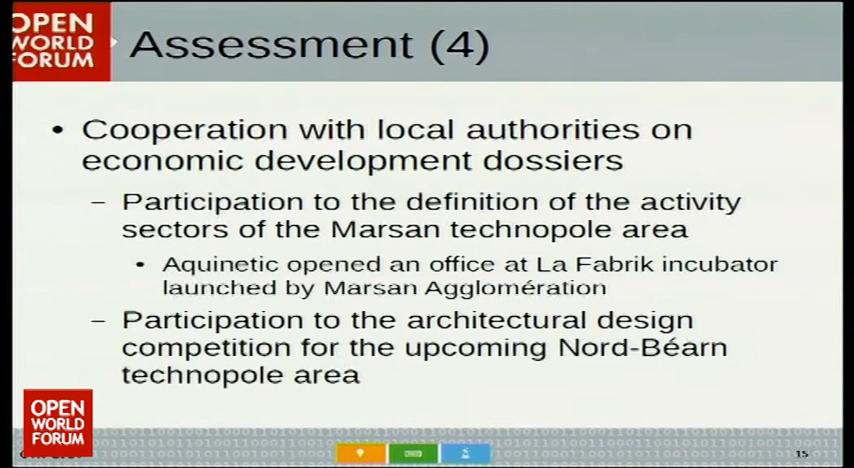 OPEN
WORLD
FORUM
Assessment (4)
• Cooperation with local authorities on
economic development dossiers
– Participation to the definition of the activity
sectors of the Marsan technopole area
• Aquinetic opened an office at La Fabrik incubator
launched by Marsan Agglomération
– Participation to the architectural design
competition for the upcoming Nord-Béarn
technopole area
OPEN
WORLD
FORUM
15